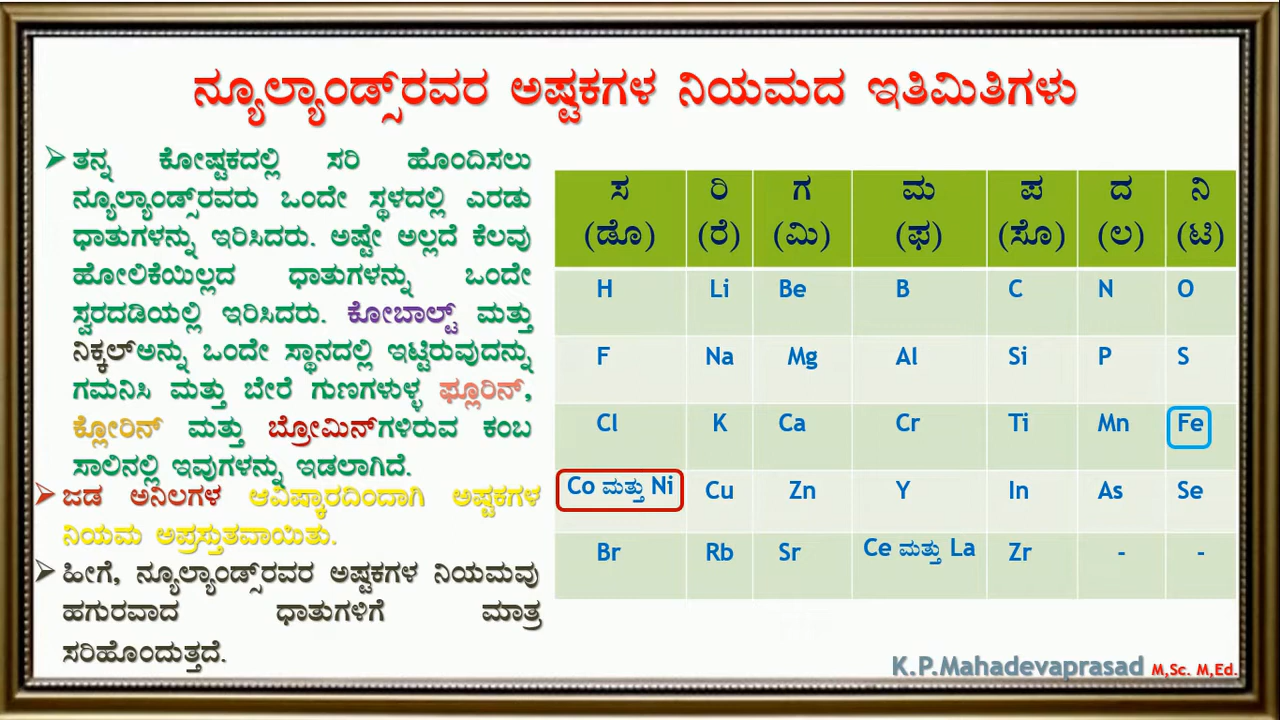 ನ್ಯೂಲ್ಯಾಂಡ್ಸ್‌ರವರ ಅಷ್ಟಕಗಳ ನಿಯಮದ ಇತಿಮಿತಿಗಳು
ತನ್ನ ಕೋಷ್ಟಕದಲ್ಲಿ ಸರಿ ಹೊಂದಿಸಲು
ನ್ಯೂಲ್ಯಾಂಡ್ಸ್‌ರವರು ಒಂದೇ ಸ್ಥಳದಲ್ಲಿ ಎರಡು
ಧಾತುಗಳನ್ನು ಇರಿಸಿದರು. ಅಷ್ಟೇ ಅಲ್ಲದೆ ಕೆಲವು
ಹೋಲಿಕೆಯಿಲ್ಲದ ಧಾತುಗಳನ್ನು ಒಂದೇ
ಸ್ವರದಡಿಯಲ್ಲಿ ಇರಿಸಿದರು. ಕೋಬಾಲ್ಟ್ ಮತ್ತು
ನಿಕ್ಕಲ್‌ಅನ್ನು ಒಂದೇ ಸ್ಥಾನದಲ್ಲಿ ಇಟ್ಟಿರುವುದನ್ನು
ಗಮನಿಸಿ ಮತ್ತು ಬೇರೆ ಗುಣಗಳುಳ್ಳ ಫ್ಲೂರಿನ್,
ಕ್ಲೋರಿನ್ ಮತ್ತು ಬ್ರೋಮಿನ್‌ಗಳಿರುವ ಕಂಬ
ಸಾಲಿನಲ್ಲಿ ಇವುಗಳನ್ನು ಇಡಲಾಗಿದೆ.
ಜಡ ಅನಿಲಗಳ ಆವಿಷ್ಕಾರದಿಂದಾಗಿ ಅಷ್ಟಕಗಳ
ನಿಯಮ ಅಪ್ರಸ್ತುತವಾಯಿತು.
ಹೀಗೆ, ನ್ಯೂಲ್ಯಾಂಡ್ಸ್‌ರವರ ಅಷ್ಟಕಗಳ ನಿಯಮವು
ಹಗುರವಾದ ಧಾತುಗಳಿಗೆ ಮಾತ್ರ
ಸರಿಹೊಂದುತ್ತದೆ.
ಸ ರಿ ಗ ಮ ಪ ದ ನಿ
(ಡೊ) (ರೆ) (ಮಿ) (ಫ) (ಸೊ) (ಲ) (ಟಿ)
H Li Be B C N O
F Na Mg Al Si P S
Cl K Ca Cr Ti Mn Fe
Co ಮತ್ತು Ni Cu Zn Y In As Se
Br Rb Sr Ce ಮತ್ತು La Zr - -
K.P.Mahadevaprasad M,Sc. M,Ed.